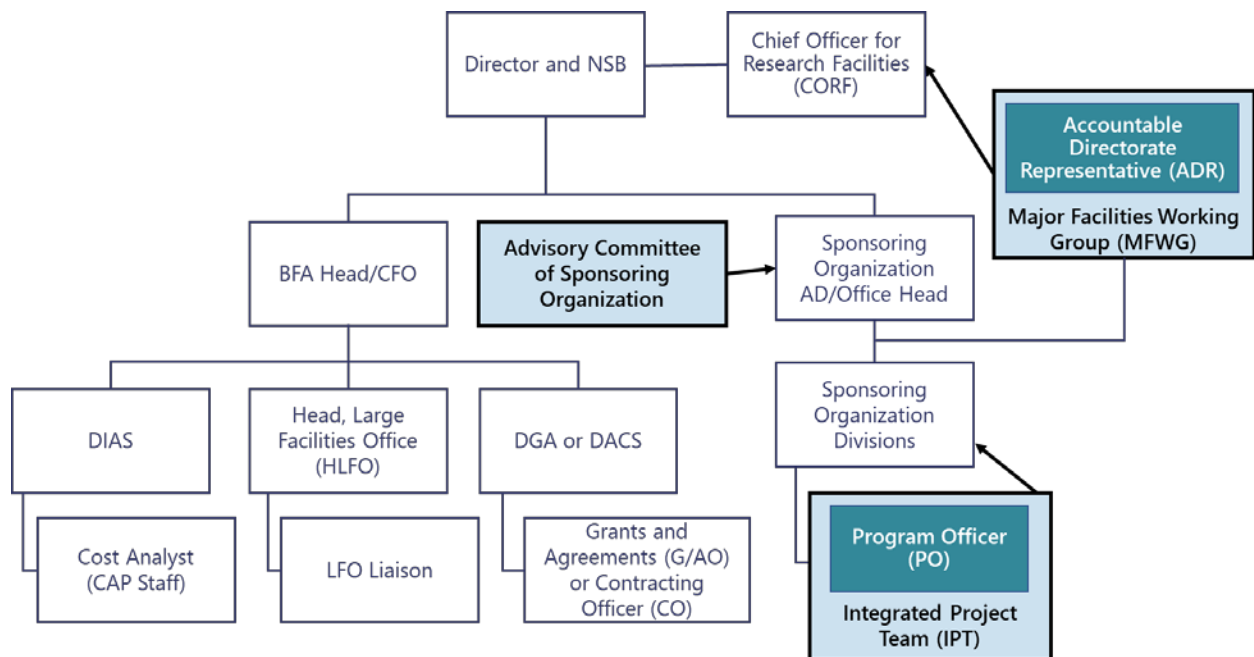 Director and NSB
Chief Officer for
Research Facilities
(CORF)
Accountable
Directorate
Representative (ADR)
Major Facilities Working
Group (MFWG)
BFA Head/CFO
Advisory Committee
of Sponsoring
Organization
Sponsoring
Organization
AD/Office Head
DIAS
Head, Large
Facilities Office
(HLFO)
DGA or DACS
Sponsoring
Organization
Divisions
Cost Analyst
(CAP Staff)
LFO Liaison
Grants and
Agreements (G/AO)
or Contracting
Officer (CO)
Program Officer
(PO)
Integrated Project
Team (IPT)